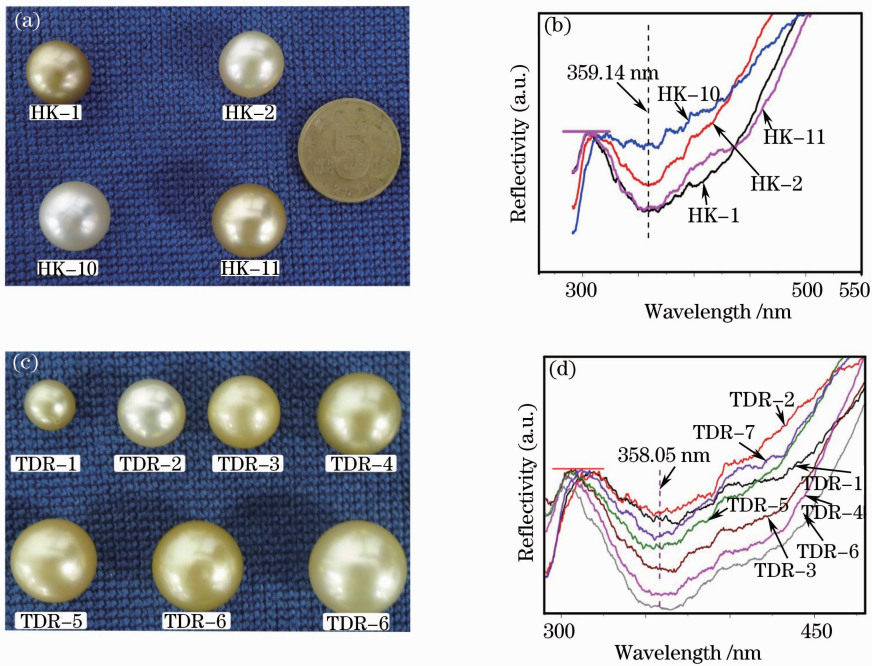 (a)
HK-1
HK-2
HK-10
HK-11
5
(b)
359.14 nm
HK-10
HK-11
HK-2
HK-1
Reflectivity (a.u.)
300
500
550
Wavelength /nm
(c)
TDR-1
TDR-2
TDR-3
TDR-4
TDR-5
TDR-6
TDR-6
(d)
TDR-2
TDR-7
358.05 nm
TDR-1
TDR-5
TDR-4
TDR-6
TDR-3
Reflectivity (a.u.)
300
450
Wavelength /nm